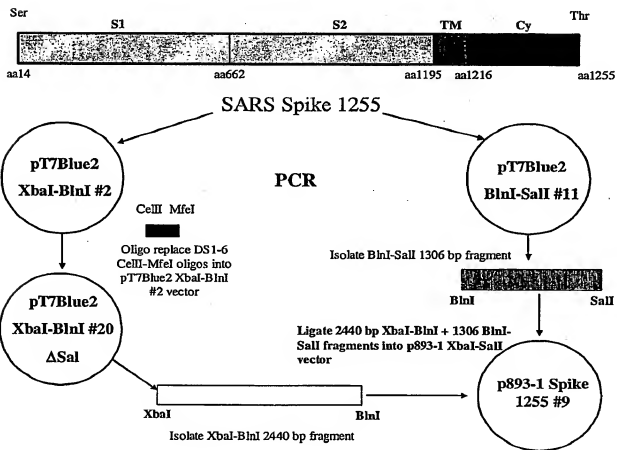 Ser
Thr
S1
S2
TM
Cy
aa14
aa662
aa1195
aa1216
aa1255
SARS Spike 1255
pT7Blue2
XbaI-BlnI #2
PCR
pT7Blue2
BlnI-SalI #11
CelII MfeI
Oligo replace DS1-6
CelII-MfeI oligos into
pT7Blue2 XbaI-BlnI
#2 vector
Isolate BlnI-SalI 1306 bp fragment
BlnI
SalI
pT7Blue2
XbaI-BlnI #20
ΔSal
Ligate 2440 bp XbaI-BlnI + 1306 BlnI-
SalI fragments into p893-1 XbaI-SalI
vector
p893-1 Spike
1255 #9
XbaI
BlnI
Isolate XbaI-BlnI 2440 bp fragment